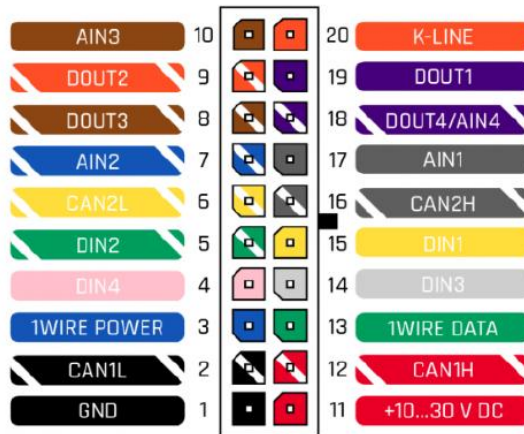 AIN3 10 20 K-LINE
DOUT2 9 19 DOUT1
DOUT3 8 18 DOUT4/AIN4
AIN2 7 17 AIN1
CAN2L 6 16 CAN2H
DIN2 5 15 DIN1
DIN4 4 14 DIN3
1WIRE POWER 3 13 1WIRE DATA
CAN1L 2 12 CAN1H
GND 1 11 +10...30 V DC